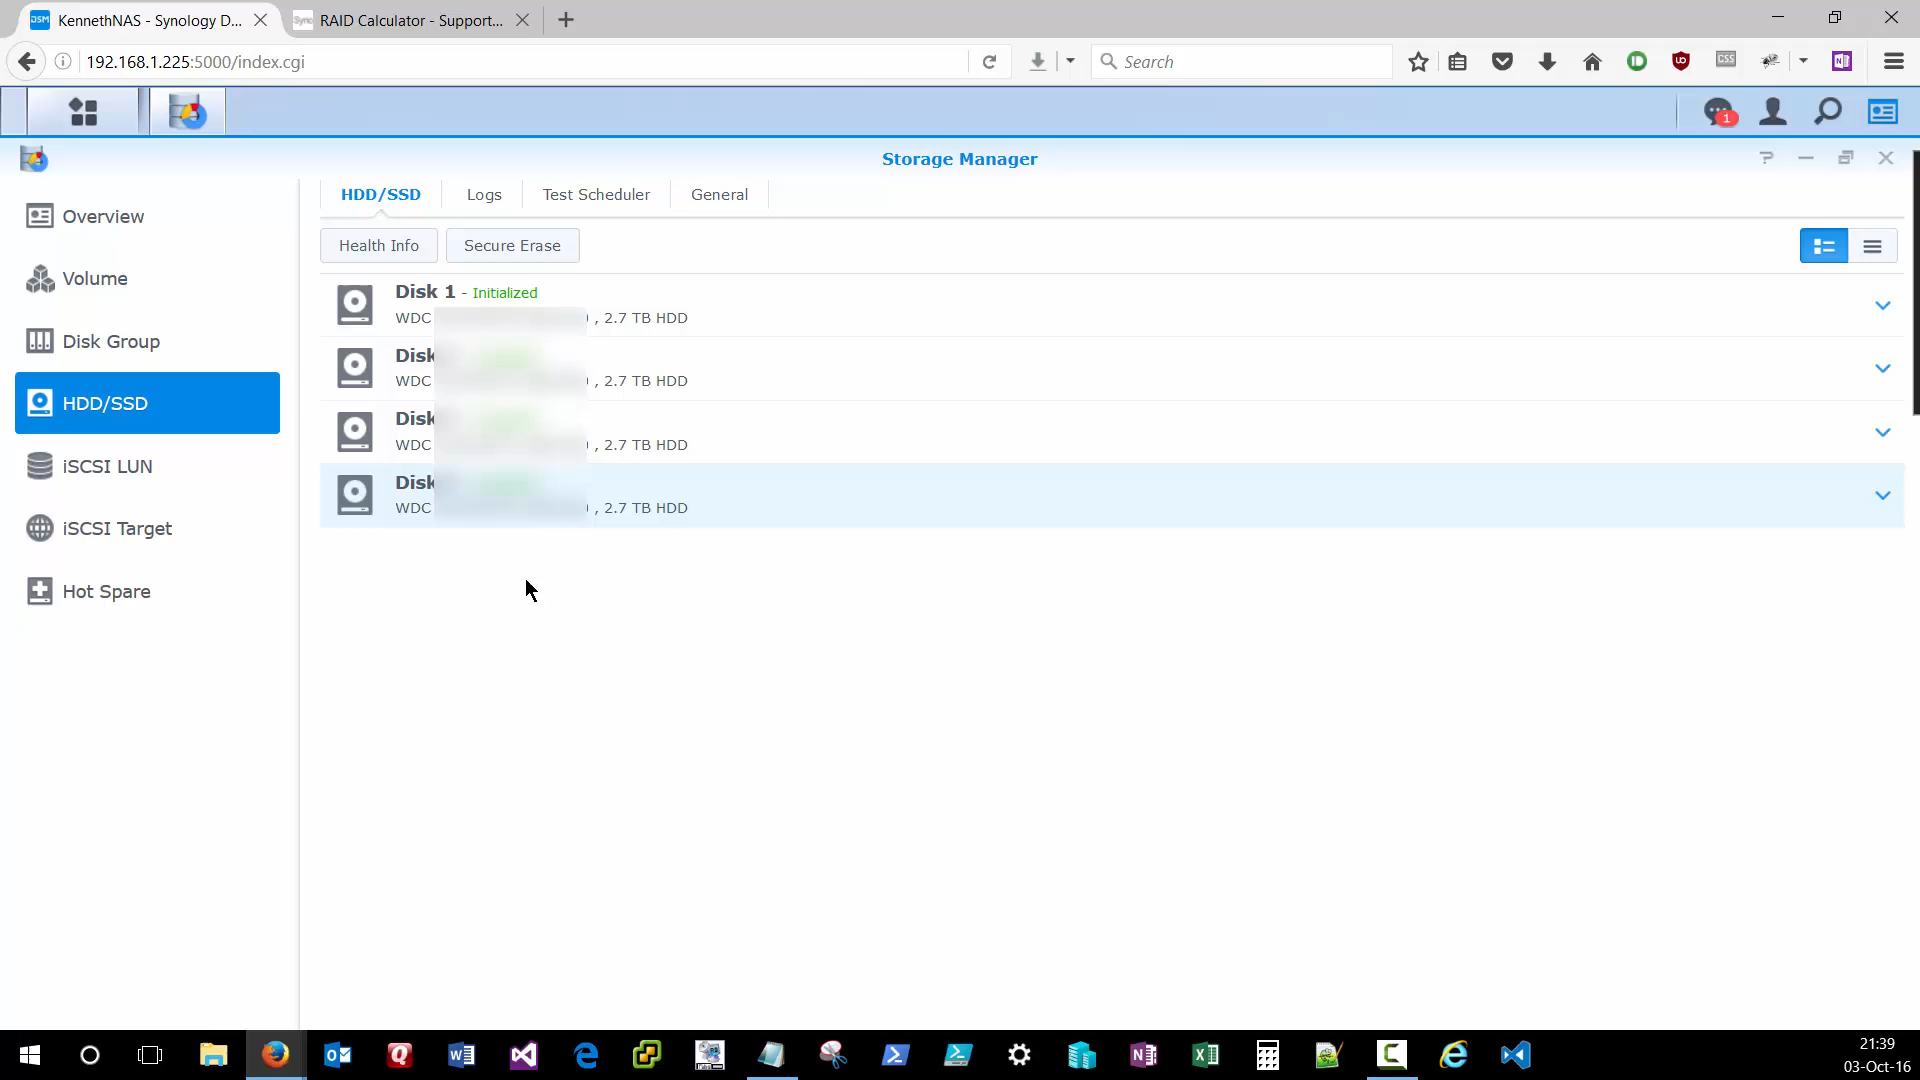 KennethNAS - Synology D...
RAID Calculator - Support...
192.168.1.225:5000/index.cgi
Search
1
Storage Manager
Overview
Volume
Disk Group
HDD/SSD
iSCSI LUN
iSCSI Target
Hot Spare
HDD/SSD
Logs
Test Scheduler
General
Health Info
Secure Erase
Disk 1 - Initialized
WDC , 2.7 TB HDD
Disk
WDC , 2.7 TB HDD
Disk
WDC , 2.7 TB HDD
Disk
WDC , 2.7 TB HDD
21:39
03-Oct-16